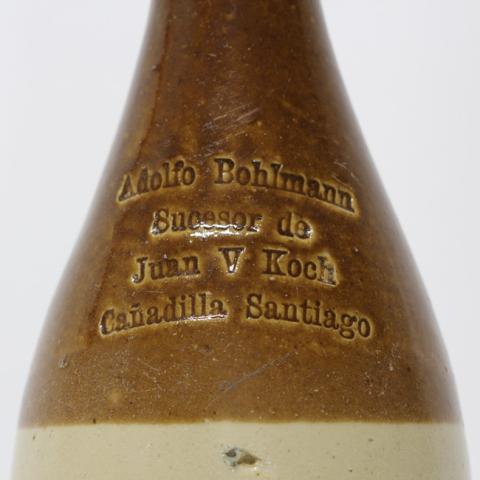 Adolfo Bohlmann
Sucesor de
Juan V Koch
Cañadilla Santiago